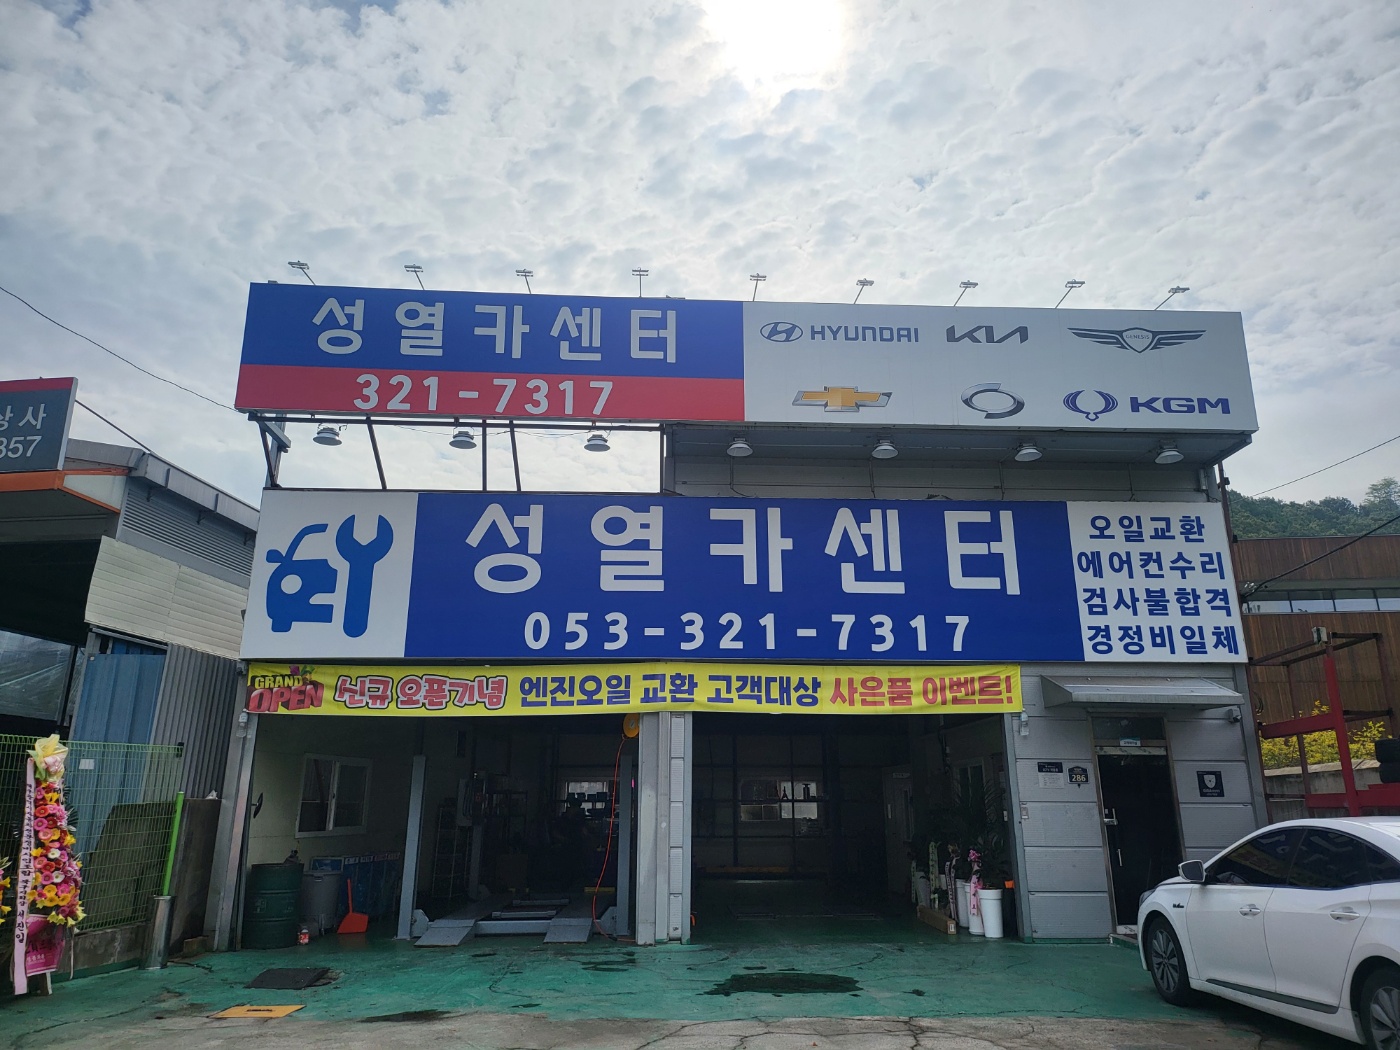 성열카센터
321-7317
HYUNDAI KIA GENESIS
KGM
상사
357
성열카센터
053-321-7317
오일교환
에어컨수리
검사불합격
경정비일체
GRAND OPEN 신규 오픈기념 엔진오일 교환 고객대상 사은품 이벤트!
286